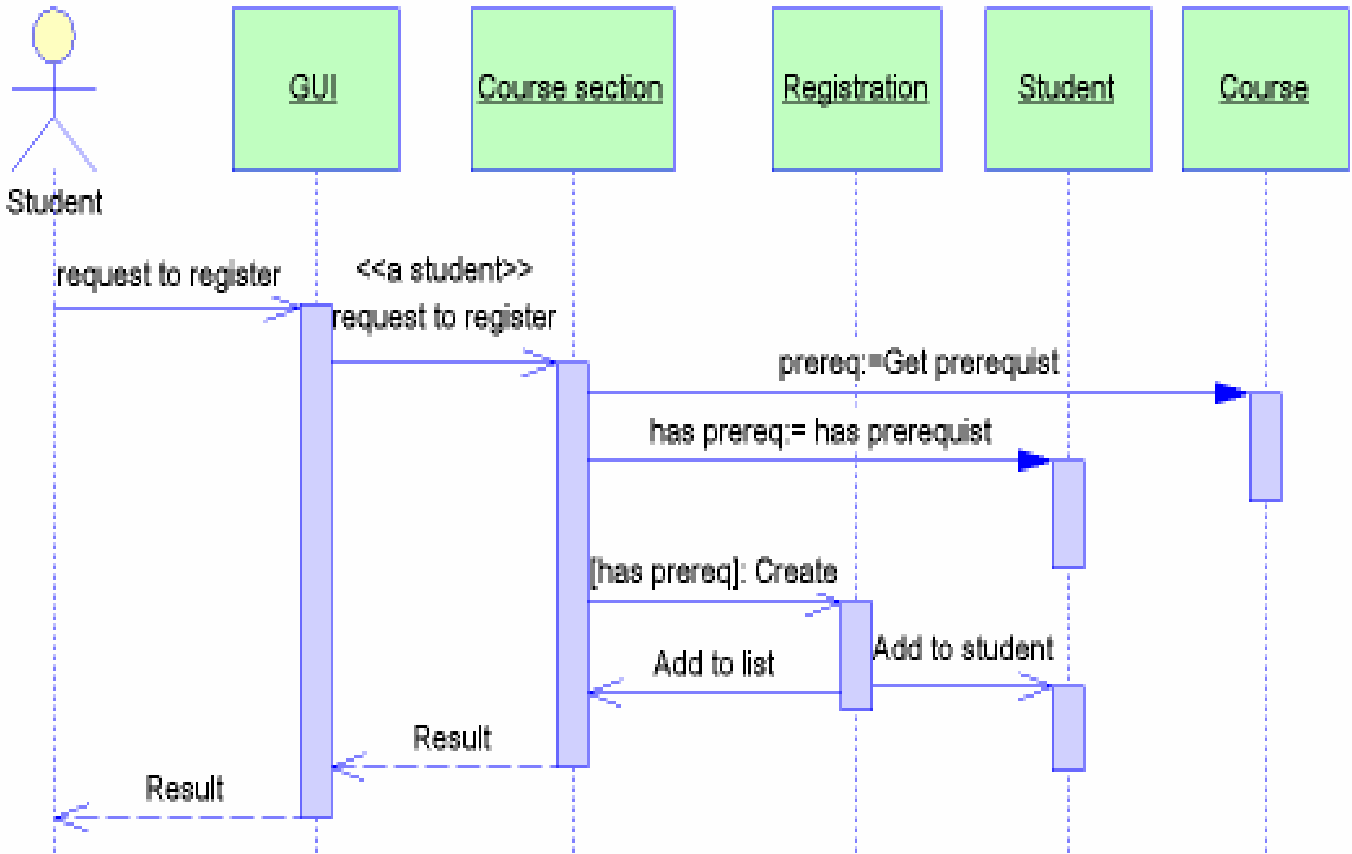 GUI
Course section
Registration
Student
Course
Student
request to register
<<a student>>
request to register
prereq:=Get prerequist
has prereq:= has prerequist
[has prereq]: Create
Add to student
Add to list
Result
Result